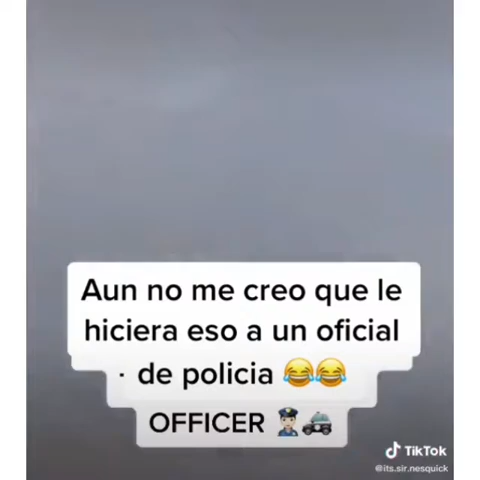 Aun no me creo que le
hiciera eso a un oficial
de policia 😂😂
OFFICER 👮🏻🚓
TikTok
@its.sir.nesquick